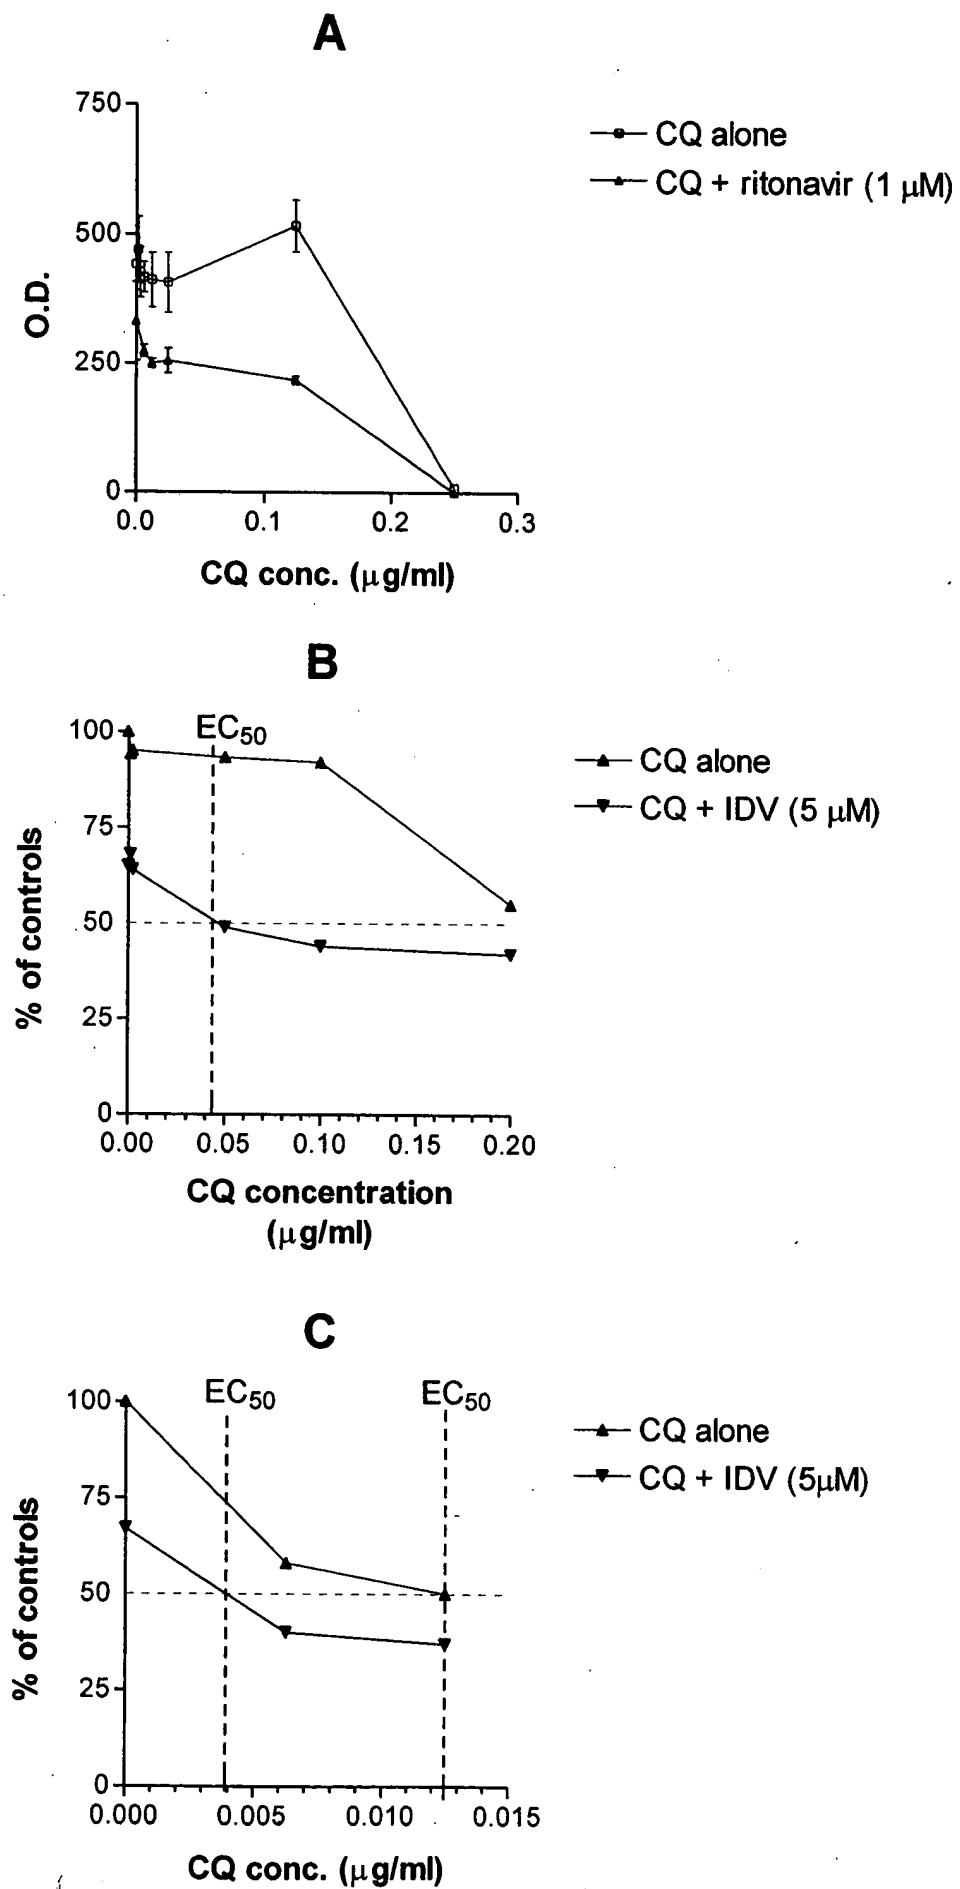 A
750
500
250
0
O.D.
0.0 0.1 0.2 0.3
CQ conc. (μg/ml)
CQ alone
CQ + ritonavir (1 μM)
B
EC50
100
75
50
25
0
% of controls
0.00 0.05 0.10 0.15 0.20
CQ concentration
(μg/ml)
CQ alone
CQ + IDV (5 μM)
C
EC50 EC50
100
75
50
25
0
% of controls
0.000 0.005 0.010 0.015
CQ conc. (μg/ml)
CQ alone
CQ + IDV (5μM)